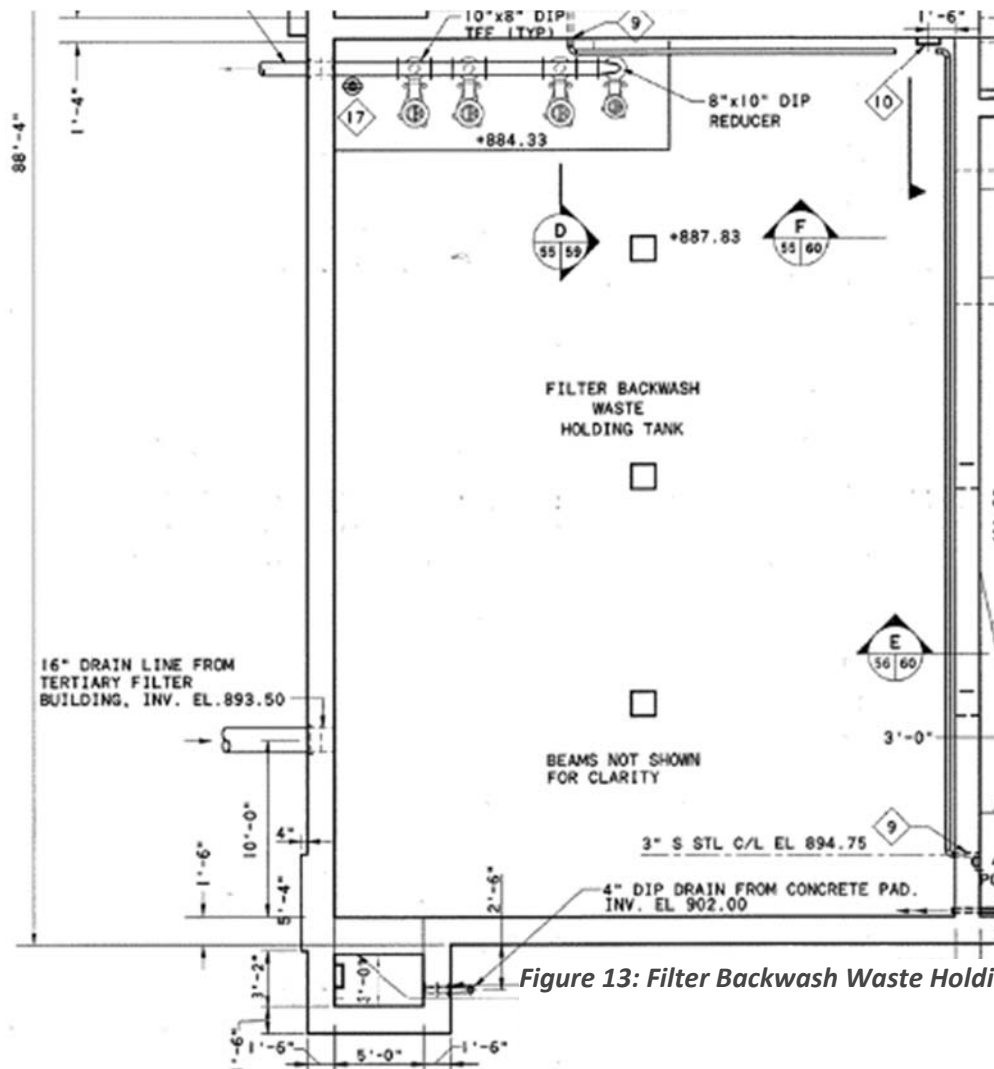 10"x8" DIP
TEE (TYP)
9
1'-6"
10
17
8"x10" DIP
REDUCER
+884.33
1'-4"
88'-4"
D
55 59
+887.83
F
55 60
FILTER BACKWASH
WASTE
HOLDING TANK
16" DRAIN LINE FROM
TERTIARY FILTER
BUILDING, INV. EL.893.50
E
56 60
3'-0"
BEAMS NOT SHOWN
FOR CLARITY
10'-0"
4"
1'-6"
5'-4"
9
3" S STL C/L EL 894.75
2'-6"
4" DIP DRAIN FROM CONCRETE PAD.
INV. EL 902.00
3'-2"
Figure 13: Filter Backwash Waste Holdi
1'-6"
5'-0"
1'-6"